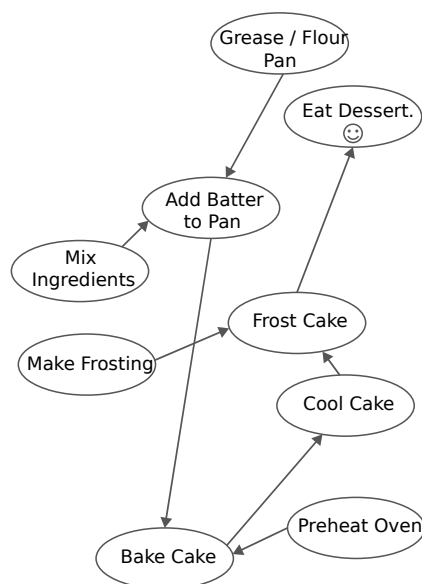 Grease / Flour
Pan
Eat Dessert.
☺
Add Batter
to Pan
Mix
Ingredients
Frost Cake
Make Frosting
Cool Cake
Preheat Oven
Bake Cake